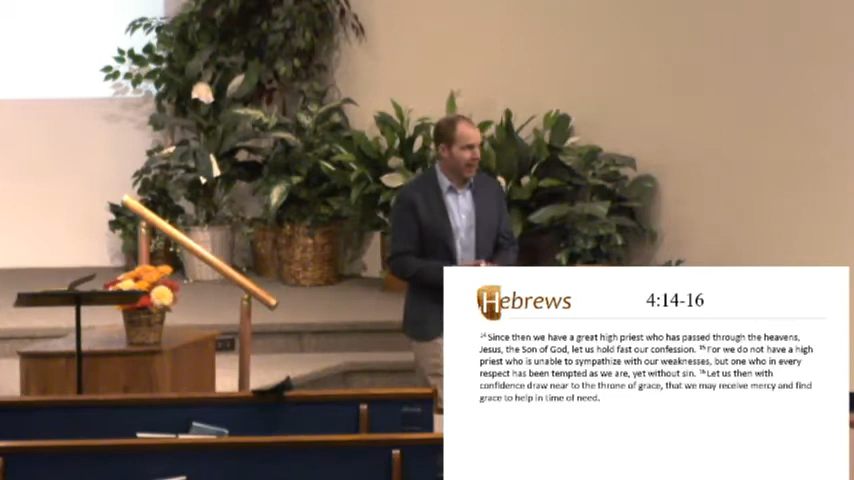 Hebrews 4:14-16
14 Since then we have a great high priest who has passed through the heavens,
Jesus, the Son of God, let us hold fast our confession. 15 For we do not have a high
priest who is unable to sympathize with our weaknesses, but one who in every
respect has been tempted as we are, yet without sin. 16 Let us then with
confidence draw near to the throne of grace, that we may receive mercy and find
grace to help in time of need.